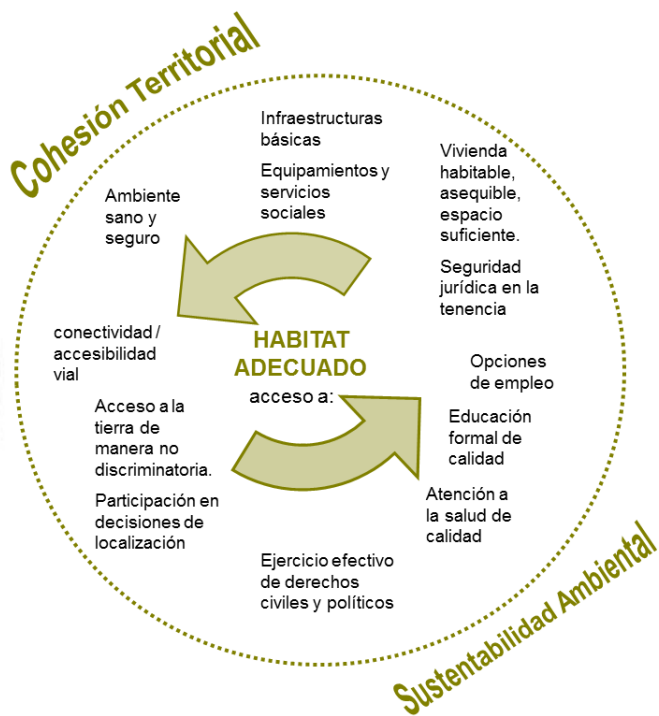 Cohesión Territorial
Infraestructuras
básicas
Equipamientos y
servicios
sociales
Vivienda
habitable,
asequible,
espacio
suficiente.
Seguridad
jurídica en la
tenencia
Ambiente
sano y
seguro
conectividad /
accesibilidad
vial
HABITAT
ADECUADO
acceso a:
Opciones
de empleo
Educación
formal de
calidad
Atención a
la salud de
calidad
Acceso a la
tierra de
manera no
discriminatoria.
Participación en
decisiones de
localización
Ejercicio efectivo
de derechos
civiles y políticos
Sustentabilidad Ambiental